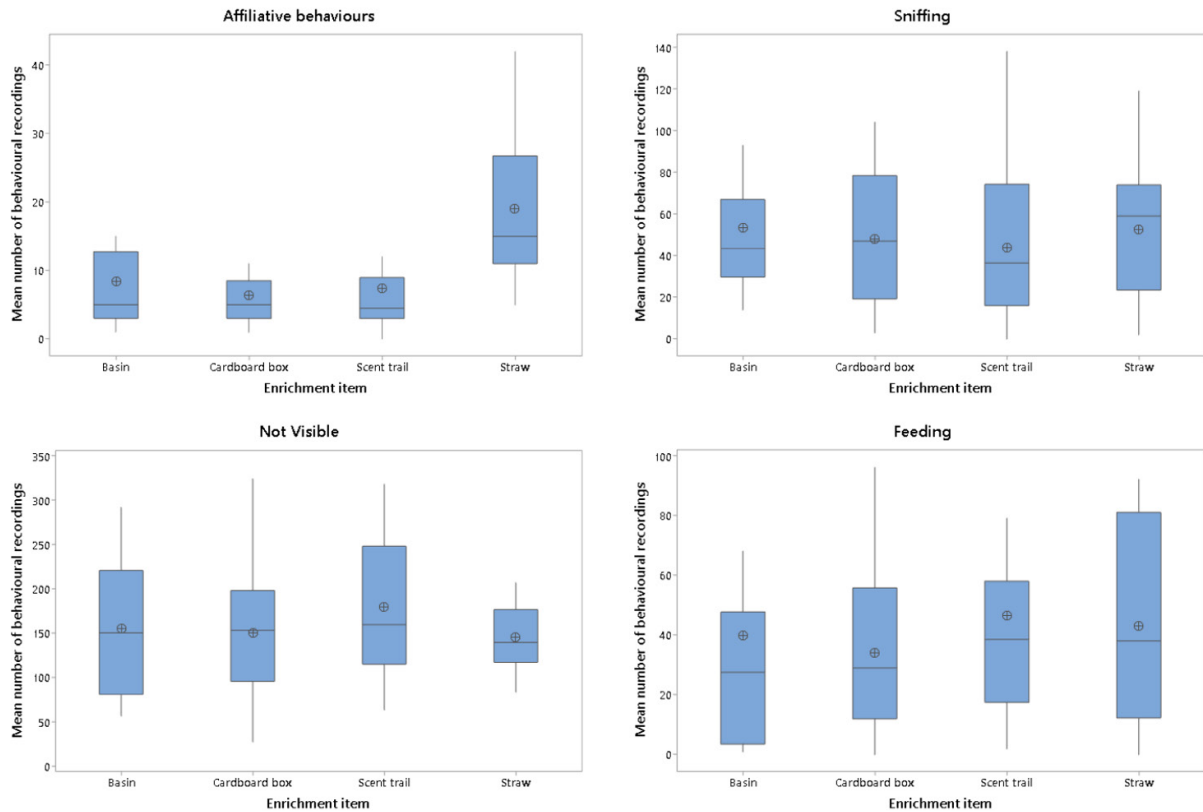 Affiliative behaviours
Mean number of behavioural recordings
40
30
20
10
0
Basin Cardboard box Scent trail Straw
Enrichment item
Sniffing
Mean number of behavioural recordings
140
120
100
80
60
40
20
0
Basin Cardboard box Scent trail Straw
Enrichment item
Not Visible
Mean number of behavioural recordings
350
300
250
200
150
100
50
0
Basin Cardboard box Scent trail Straw
Enrichment item
Feeding
Mean number of behavioural recordings
100
80
60
40
20
0
Basin Cardboard box Scent trail Straw
Enrichment item